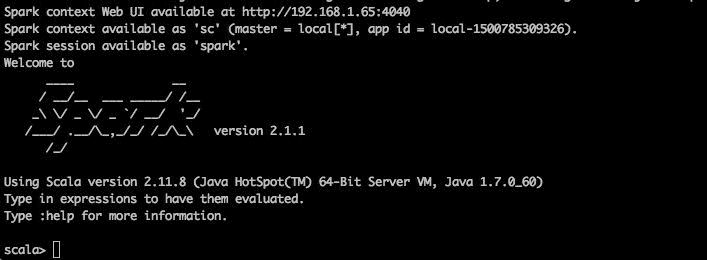 Spark context Web UI available at http://192.168.1.65:4040
Spark context available as 'sc' (master = local[*], app id = local-1500785309326).
Spark session available as 'spark'.
Welcome to
      ____              __
     / __/__  ___ _____/ /__
    _\ \/ _ \/ _ `/ __/  '_/
   /___/ .__/\_,_/_/ /_/\_\   version 2.1.1
      /_/
Using Scala version 2.11.8 (Java HotSpot(TM) 64-Bit Server VM, Java 1.7.0_60)
Type in expressions to have them evaluated.
Type :help for more information.
scala>